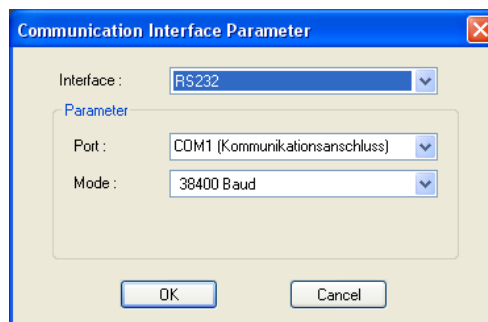 Communication Interface Parameter
Interface : RS232
Parameter
Port : COM1 (Kommunikationsanschluss)
Mode : 38400 Baud
OK Cancel